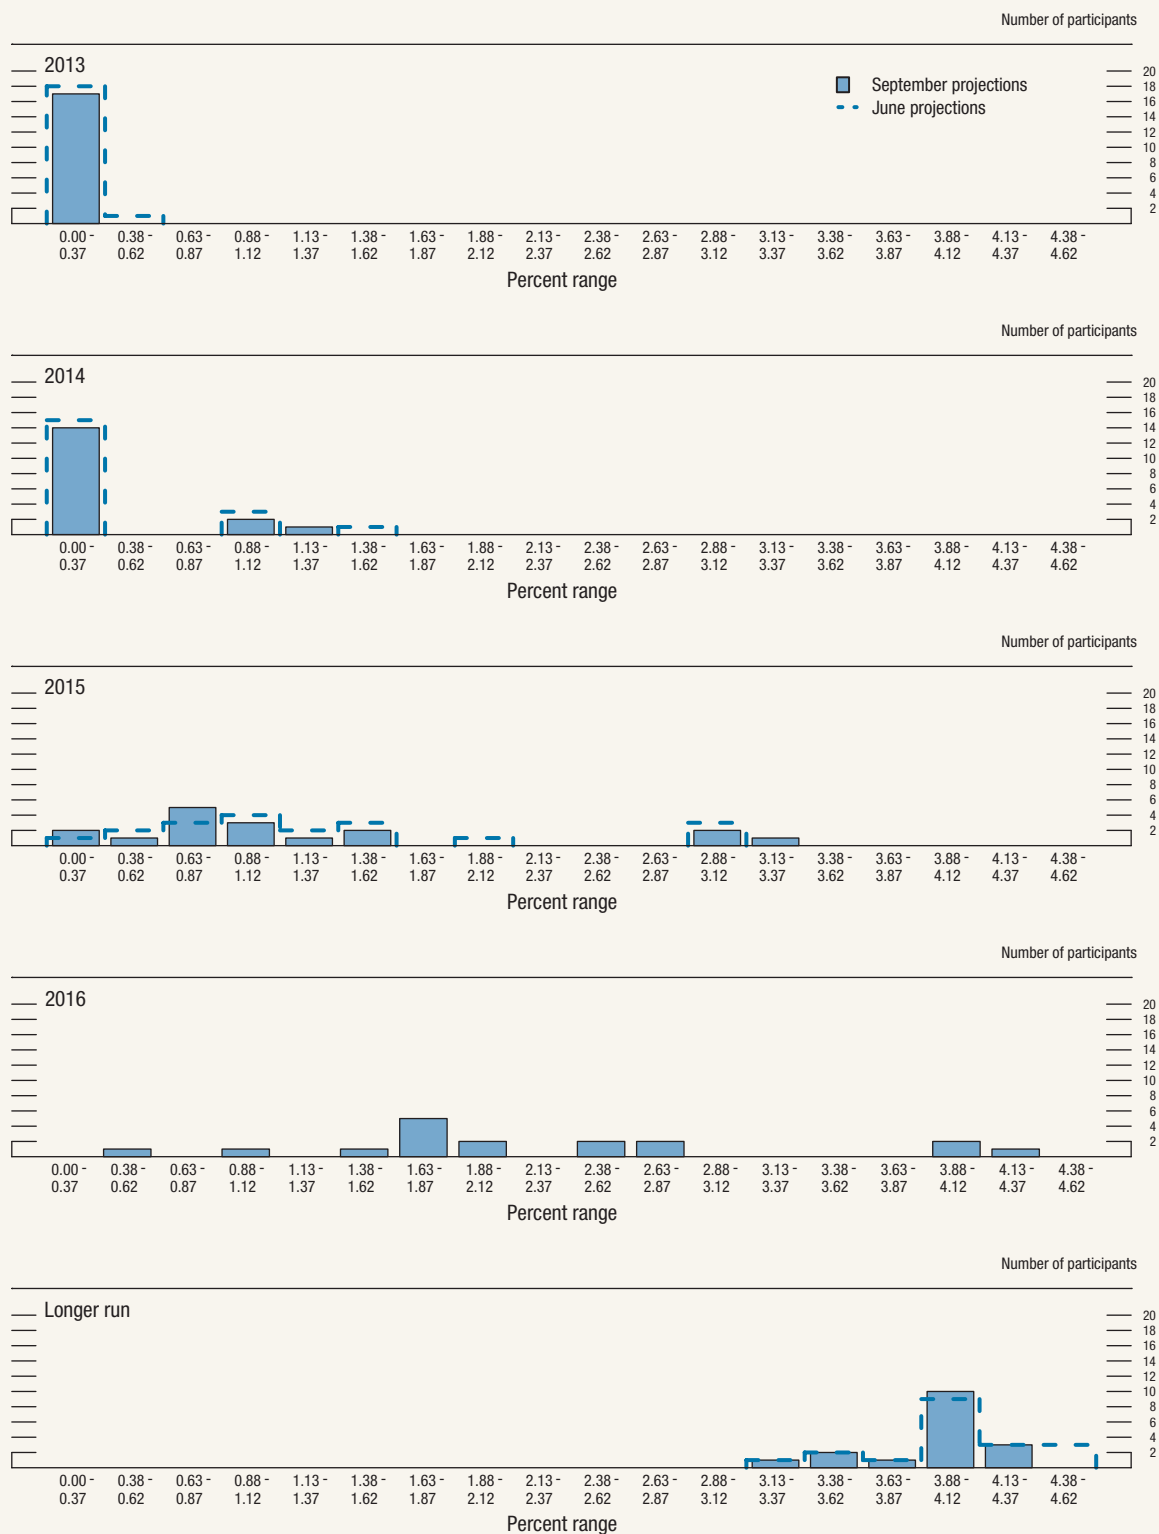 Number of participants
2013
20
September projections
18
16
June projections
14
12
10
8
6
4
2
0.00 - 0.38 - 0.63 - 0.88 - 1.13 - 1.38 - 1.63 - 1.88 - 2.13 - 2.38 - 2.63 - 2.88 - 3.13 - 3.38 - 3.63 - 3.88 - 4.13 - 4.38 -
0.37 0.62 0.87 1.12 1.37 1.62 1.87 2.12 2.37 2.62 2.87 3.12 3.37 3.62 3.87 4.12 4.37 4.62
Percent range
Number of participants
2014
20
18
16
14
12
10
8
6
4
2
0.00 - 0.38 - 0.63 - 0.88 - 1.13 - 1.38 - 1.63 - 1.88 - 2.13 - 2.38 - 2.63 - 2.88 - 3.13 - 3.38 - 3.63 - 3.88 - 4.13 - 4.38 -
0.37 0.62 0.87 1.12 1.37 1.62 1.87 2.12 2.37 2.62 2.87 3.12 3.37 3.62 3.87 4.12 4.37 4.62
Percent range
Number of participants
2015
20
18
16
14
12
10
8
6
4
2
0.00 - 0.38 - 0.63 - 0.88 - 1.13 - 1.38 - 1.63 - 1.88 - 2.13 - 2.38 - 2.63 - 2.88 - 3.13 - 3.38 - 3.63 - 3.88 - 4.13 - 4.38 -
0.37 0.62 0.87 1.12 1.37 1.62 1.87 2.12 2.37 2.62 2.87 3.12 3.37 3.62 3.87 4.12 4.37 4.62
Percent range
Number of participants
2016
20
18
16
14
12
10
8
6
4
2
0.00 - 0.38 - 0.63 - 0.88 - 1.13 - 1.38 - 1.63 - 1.88 - 2.13 - 2.38 - 2.63 - 2.88 - 3.13 - 3.38 - 3.63 - 3.88 - 4.13 - 4.38 -
0.37 0.62 0.87 1.12 1.37 1.62 1.87 2.12 2.37 2.62 2.87 3.12 3.37 3.62 3.87 4.12 4.37 4.62
Percent range
Number of participants
Longer run
20
18
16
14
12
10
8
6
4
2
0.00 - 0.38 - 0.63 - 0.88 - 1.13 - 1.38 - 1.63 - 1.88 - 2.13 - 2.38 - 2.63 - 2.88 - 3.13 - 3.38 - 3.63 - 3.88 - 4.13 - 4.38 -
0.37 0.62 0.87 1.12 1.37 1.62 1.87 2.12 2.37 2.62 2.87 3.12 3.37 3.62 3.87 4.12 4.37 4.62
Percent range